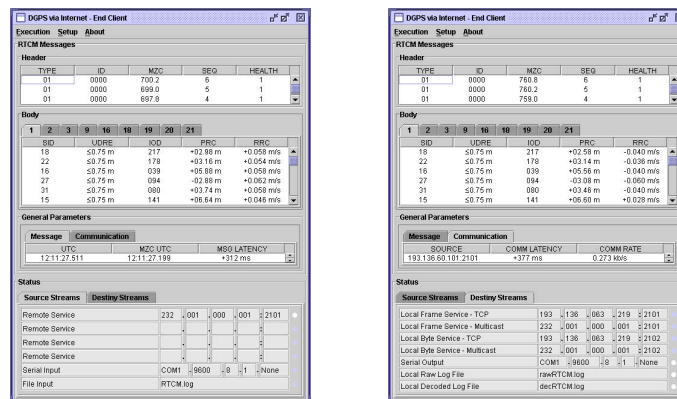 DGPS via Internet - End Client
Execution Setup About
RTCM Messages
Header
TYPE ID MZC SEQ HEALTH
01 0000 700.2 6 1
01 0000 699.0 5 1
01 0000 697.8 4 1
Body
1 2 3 9 16 18 19 20 21
SID UDRE IOD PRC RRC
18 ≤0.75 m 217 +02.98 m +0.058 m/s
22 ≤0.75 m 178 +03.16 m +0.054 m/s
16 ≤0.75 m 039 +05.88 m +0.058 m/s
27 ≤0.75 m 094 -02.88 m +0.062 m/s
31 ≤0.75 m 080 +03.74 m +0.058 m/s
15 ≤0.75 m 141 +06.64 m +0.046 m/s
General Parameters
Message Communication
UTC MZC UTC MSG LATENCY
12:11:27.511 12:11:27.199 +312 ms
Status
Source Streams Destiny Streams
Remote Service 232 . 001 . 000 . 001 : 2101
Remote Service . . . :
Remote Service . . . :
Remote Service . . . :
Serial Input COM1 - 9600 - 8 - 1 - None
File Input RTCM.log
DGPS via Internet - End Client
Execution Setup About
RTCM Messages
Header
TYPE ID MZC SEQ HEALTH
01 0000 760.8 6 1
01 0000 760.2 5 1
01 0000 759.0 4 1
Body
1 2 3 9 16 18 19 20 21
SID UDRE IOD PRC RRC
18 ≤0.75 m 217 +02.58 m -0.040 m/s
22 ≤0.75 m 178 +03.14 m -0.036 m/s
16 ≤0.75 m 039 +05.56 m -0.040 m/s
27 ≤0.75 m 094 -03.08 m -0.060 m/s
31 ≤0.75 m 080 +03.46 m -0.040 m/s
15 ≤0.75 m 141 +06.60 m +0.028 m/s
General Parameters
Message Communication
SOURCE COMM LATENCY COMM RATE
193.136.60.101:2101 +377 ms 0.273 kb/s
Status
Source Streams Destiny Streams
Local Frame Service - TCP 193 . 136 . 063 . 219 : 2101
Local Frame Service - Multicast 232 . 001 . 000 . 001 : 2101
Local Byte Service - TCP 193 . 136 . 063 . 219 : 2102
Local Byte Service - Multicast 232 . 001 . 000 . 001 : 2102
Serial Output COM1 - 9600 - 8 - 1 - None
Local Raw Log File rawRTCM.log
Local Decoded Log File decRTCM.log